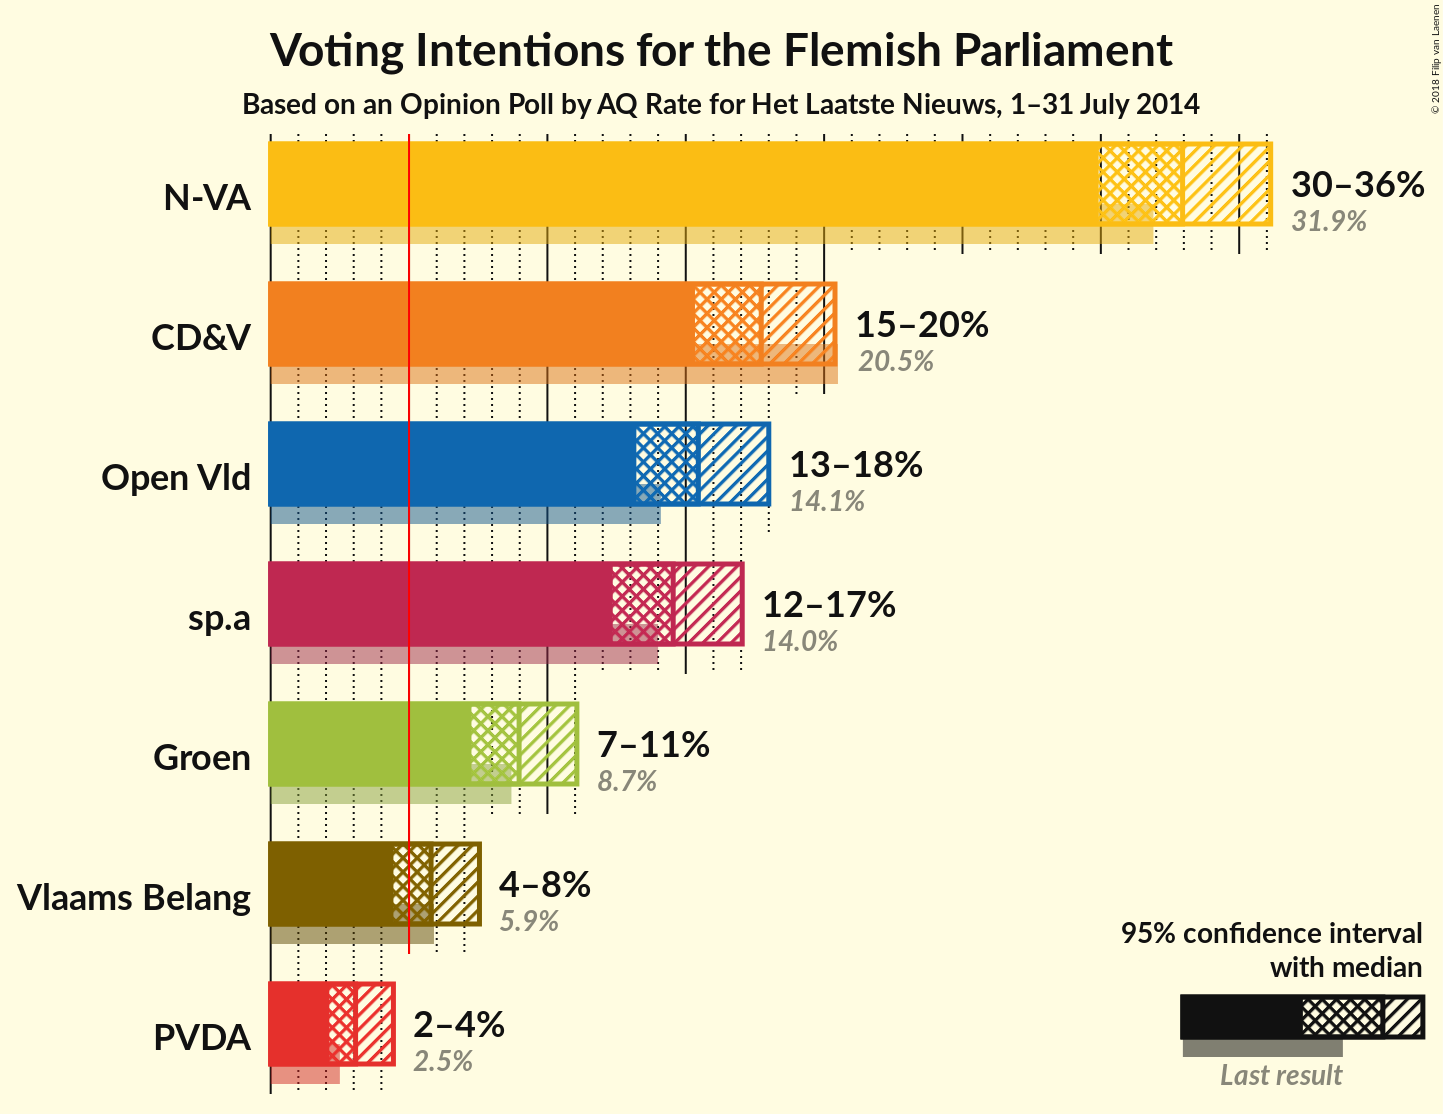 Voting Intentions for the Flemish Parliament
Based on an Opinion Poll by AQ Rate for Het Laatste Nieuws, 1–31 July 2014
© 2018 Filip van Laenen
N-VA
30–36%
31.9%
CD&V
15–20%
20.5%
Open Vld
13–18%
14.1%
sp.a
12–17%
14.0%
Groen
7–11%
8.7%
Vlaams Belang
4–8%
5.9%
PVDA
2–4%
2.5%
95% confidence interval
with median
Last result